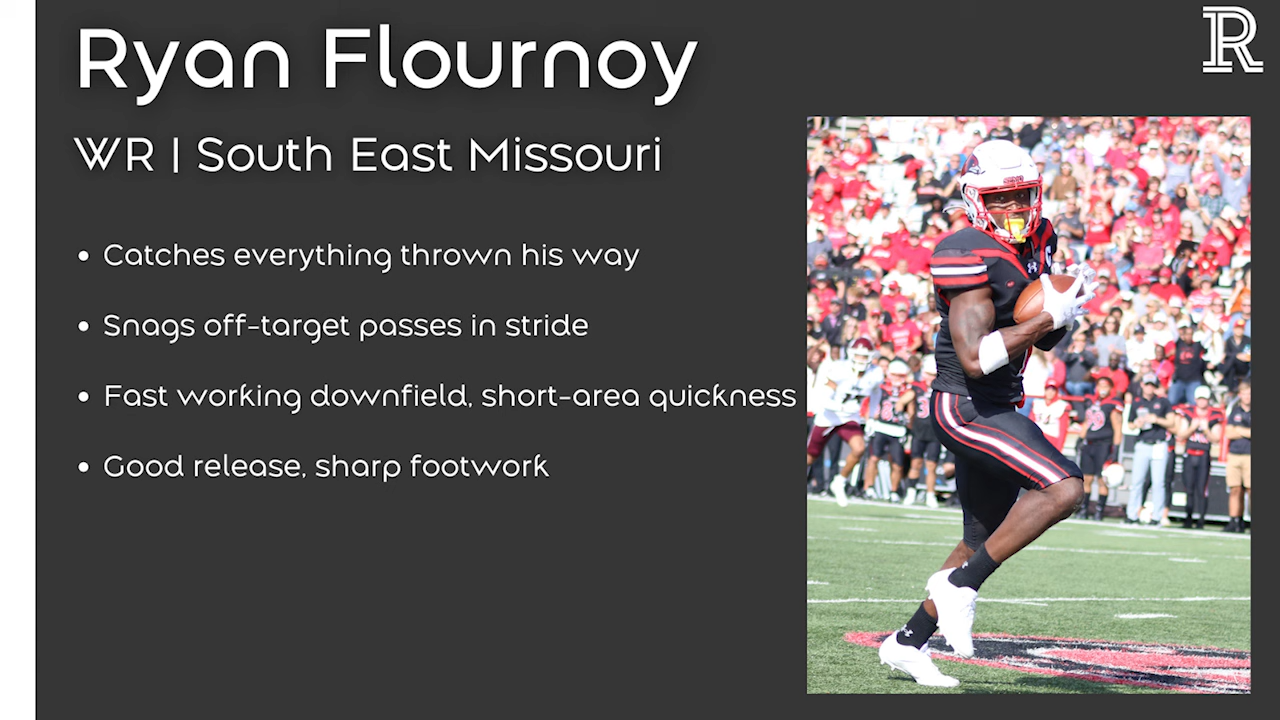 Ryan Flournoy
WR | South East Missouri
• Catches everything thrown his way
• Snags off-target passes in stride
• Fast working downfield, short-area quickness
• Good release, sharp footwork